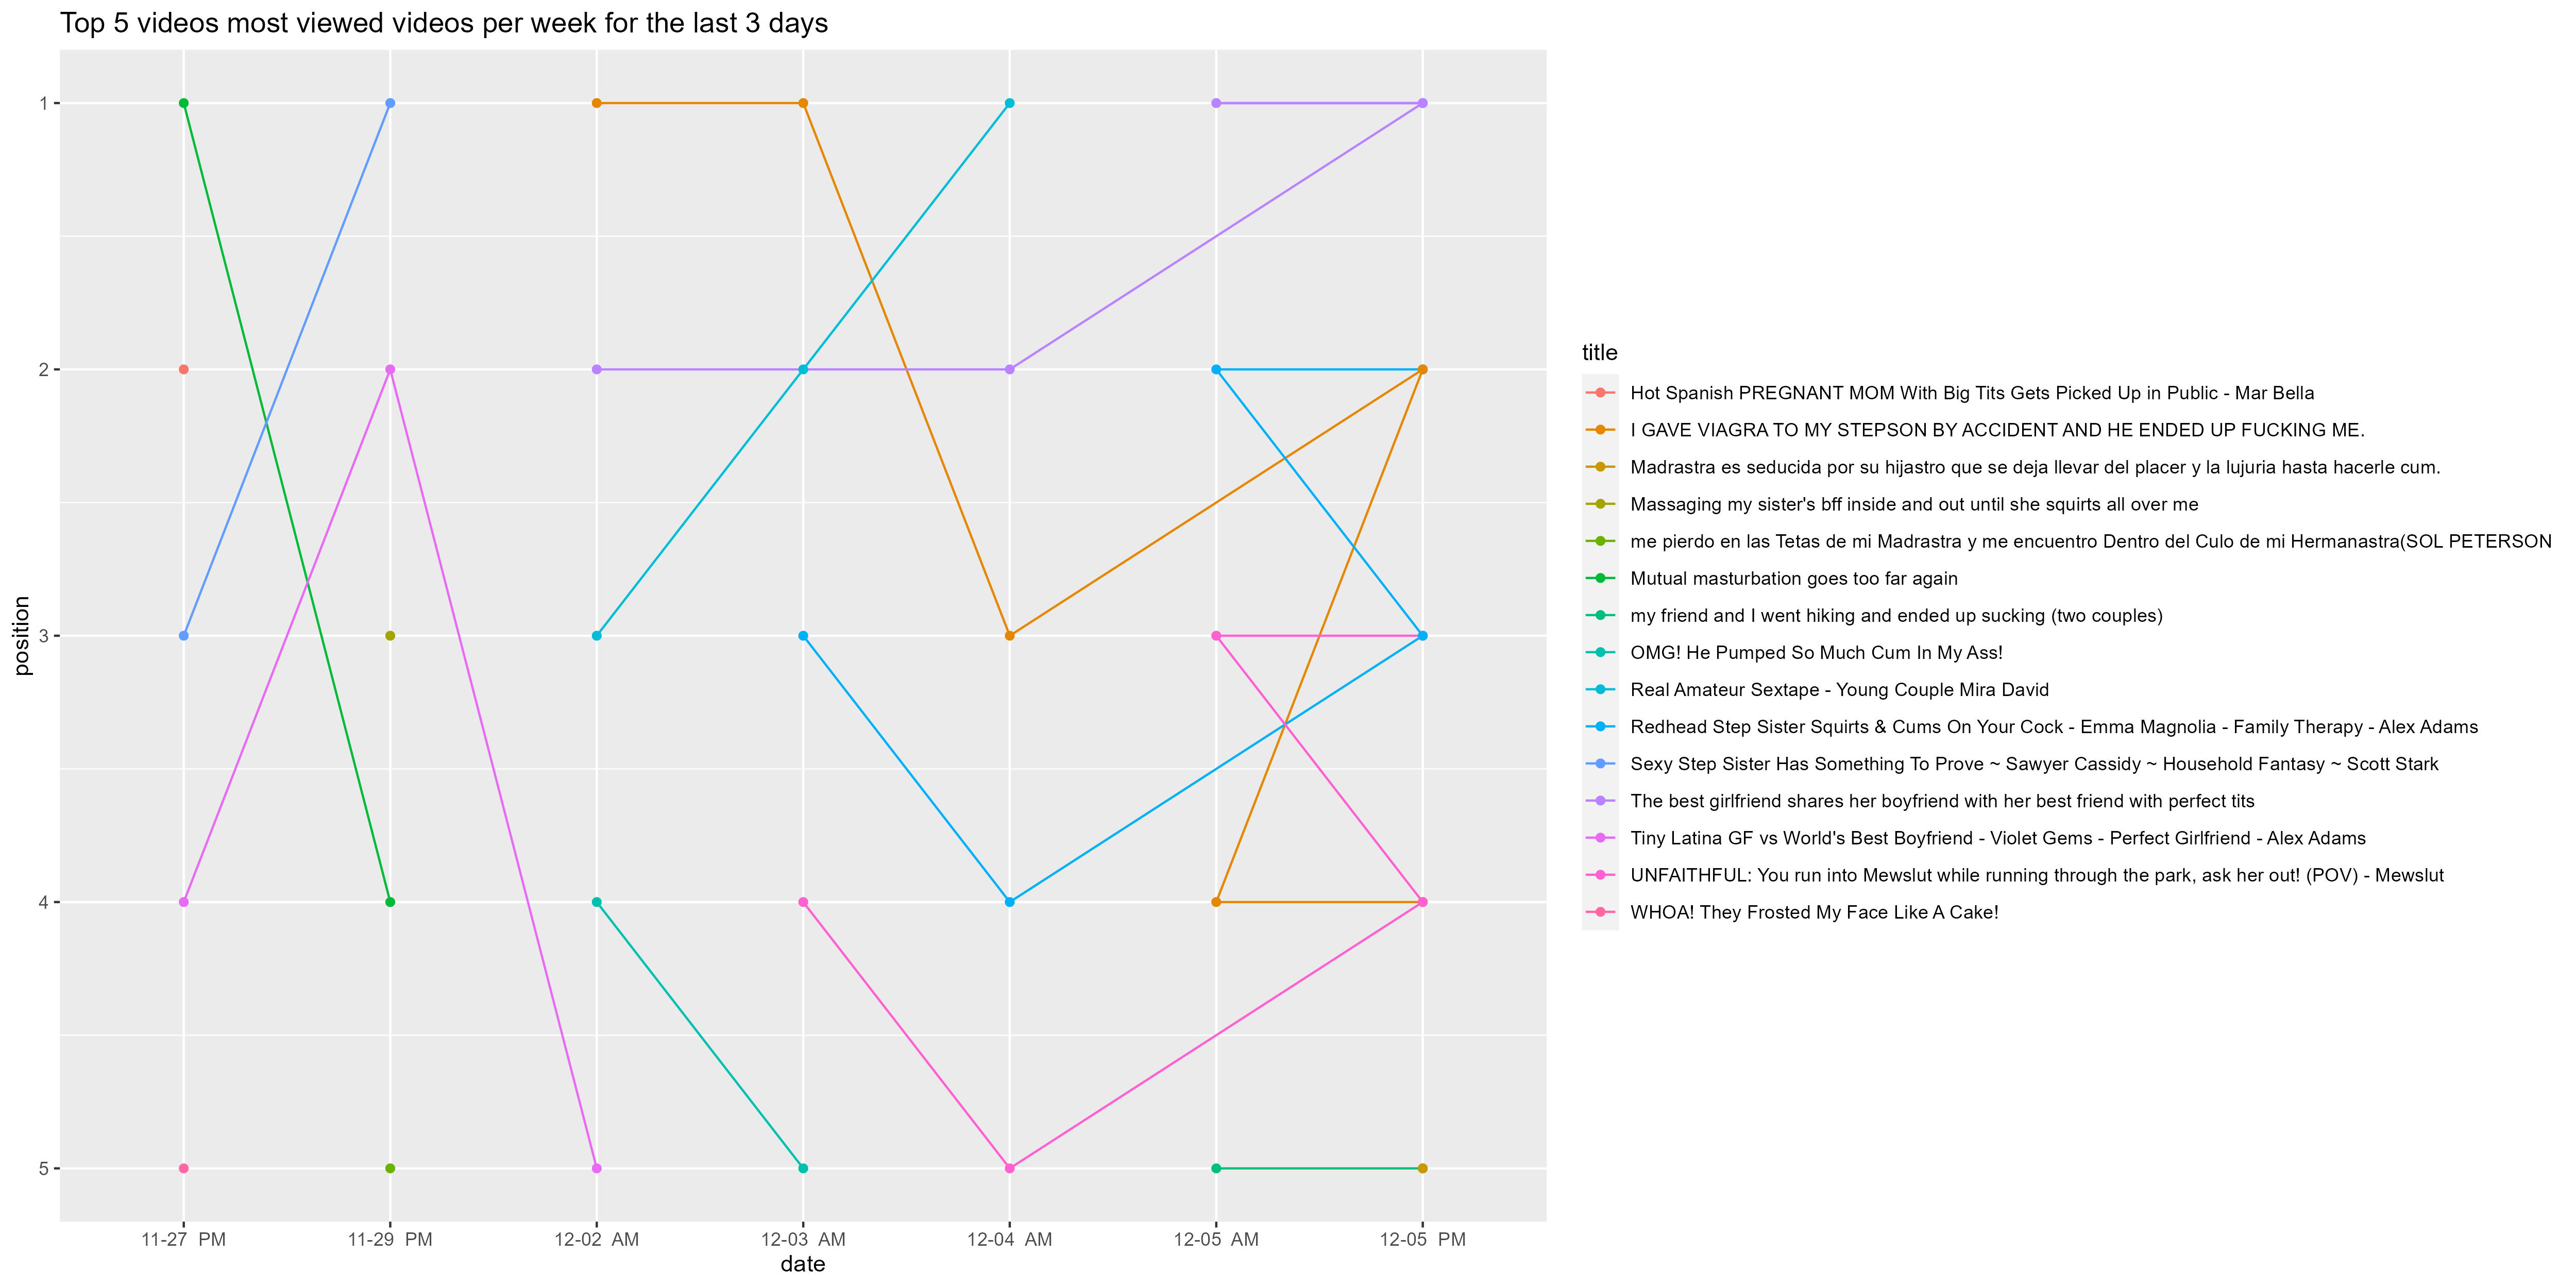 Top 5 videos most viewed videos per week for the last 3 days
position
1
2
3
4
5
11-27 PM
11-29 PM
12-02 AM
12-03 AM
12-04 AM
12-05 AM
12-05 PM
date
title
Hot Spanish PREGNANT MOM With Big Tits Gets Picked Up in Public - Mar Bella
I GAVE VIAGRA TO MY STEPSON BY ACCIDENT AND HE ENDED UP FUCKING ME.
Madrastra es seducida por su hijastro que se deja llevar del placer y la lujuria hasta hacerle cum.
Massaging my sister's bff inside and out until she squirts all over me
me pierdo en las Tetas de mi Madrastra y me encuentro Dentro del Culo de mi Hermanastra(SOL PETERSON
Mutual masturbation goes too far again
my friend and I went hiking and ended up sucking (two couples)
OMG! He Pumped So Much Cum In My Ass!
Real Amateur Sextape - Young Couple Mira David
Redhead Step Sister Squirts & Cums On Your Cock - Emma Magnolia - Family Therapy - Alex Adams
Sexy Step Sister Has Something To Prove ~ Sawyer Cassidy ~ Household Fantasy ~ Scott Stark
The best girlfriend shares her boyfriend with her best friend with perfect tits
Tiny Latina GF vs World's Best Boyfriend - Violet Gems - Perfect Girlfriend - Alex Adams
UNFAITHFUL: You run into Mewslut while running through the park, ask her out! (POV) - Mewslut
WHOA! They Frosted My Face Like A Cake!